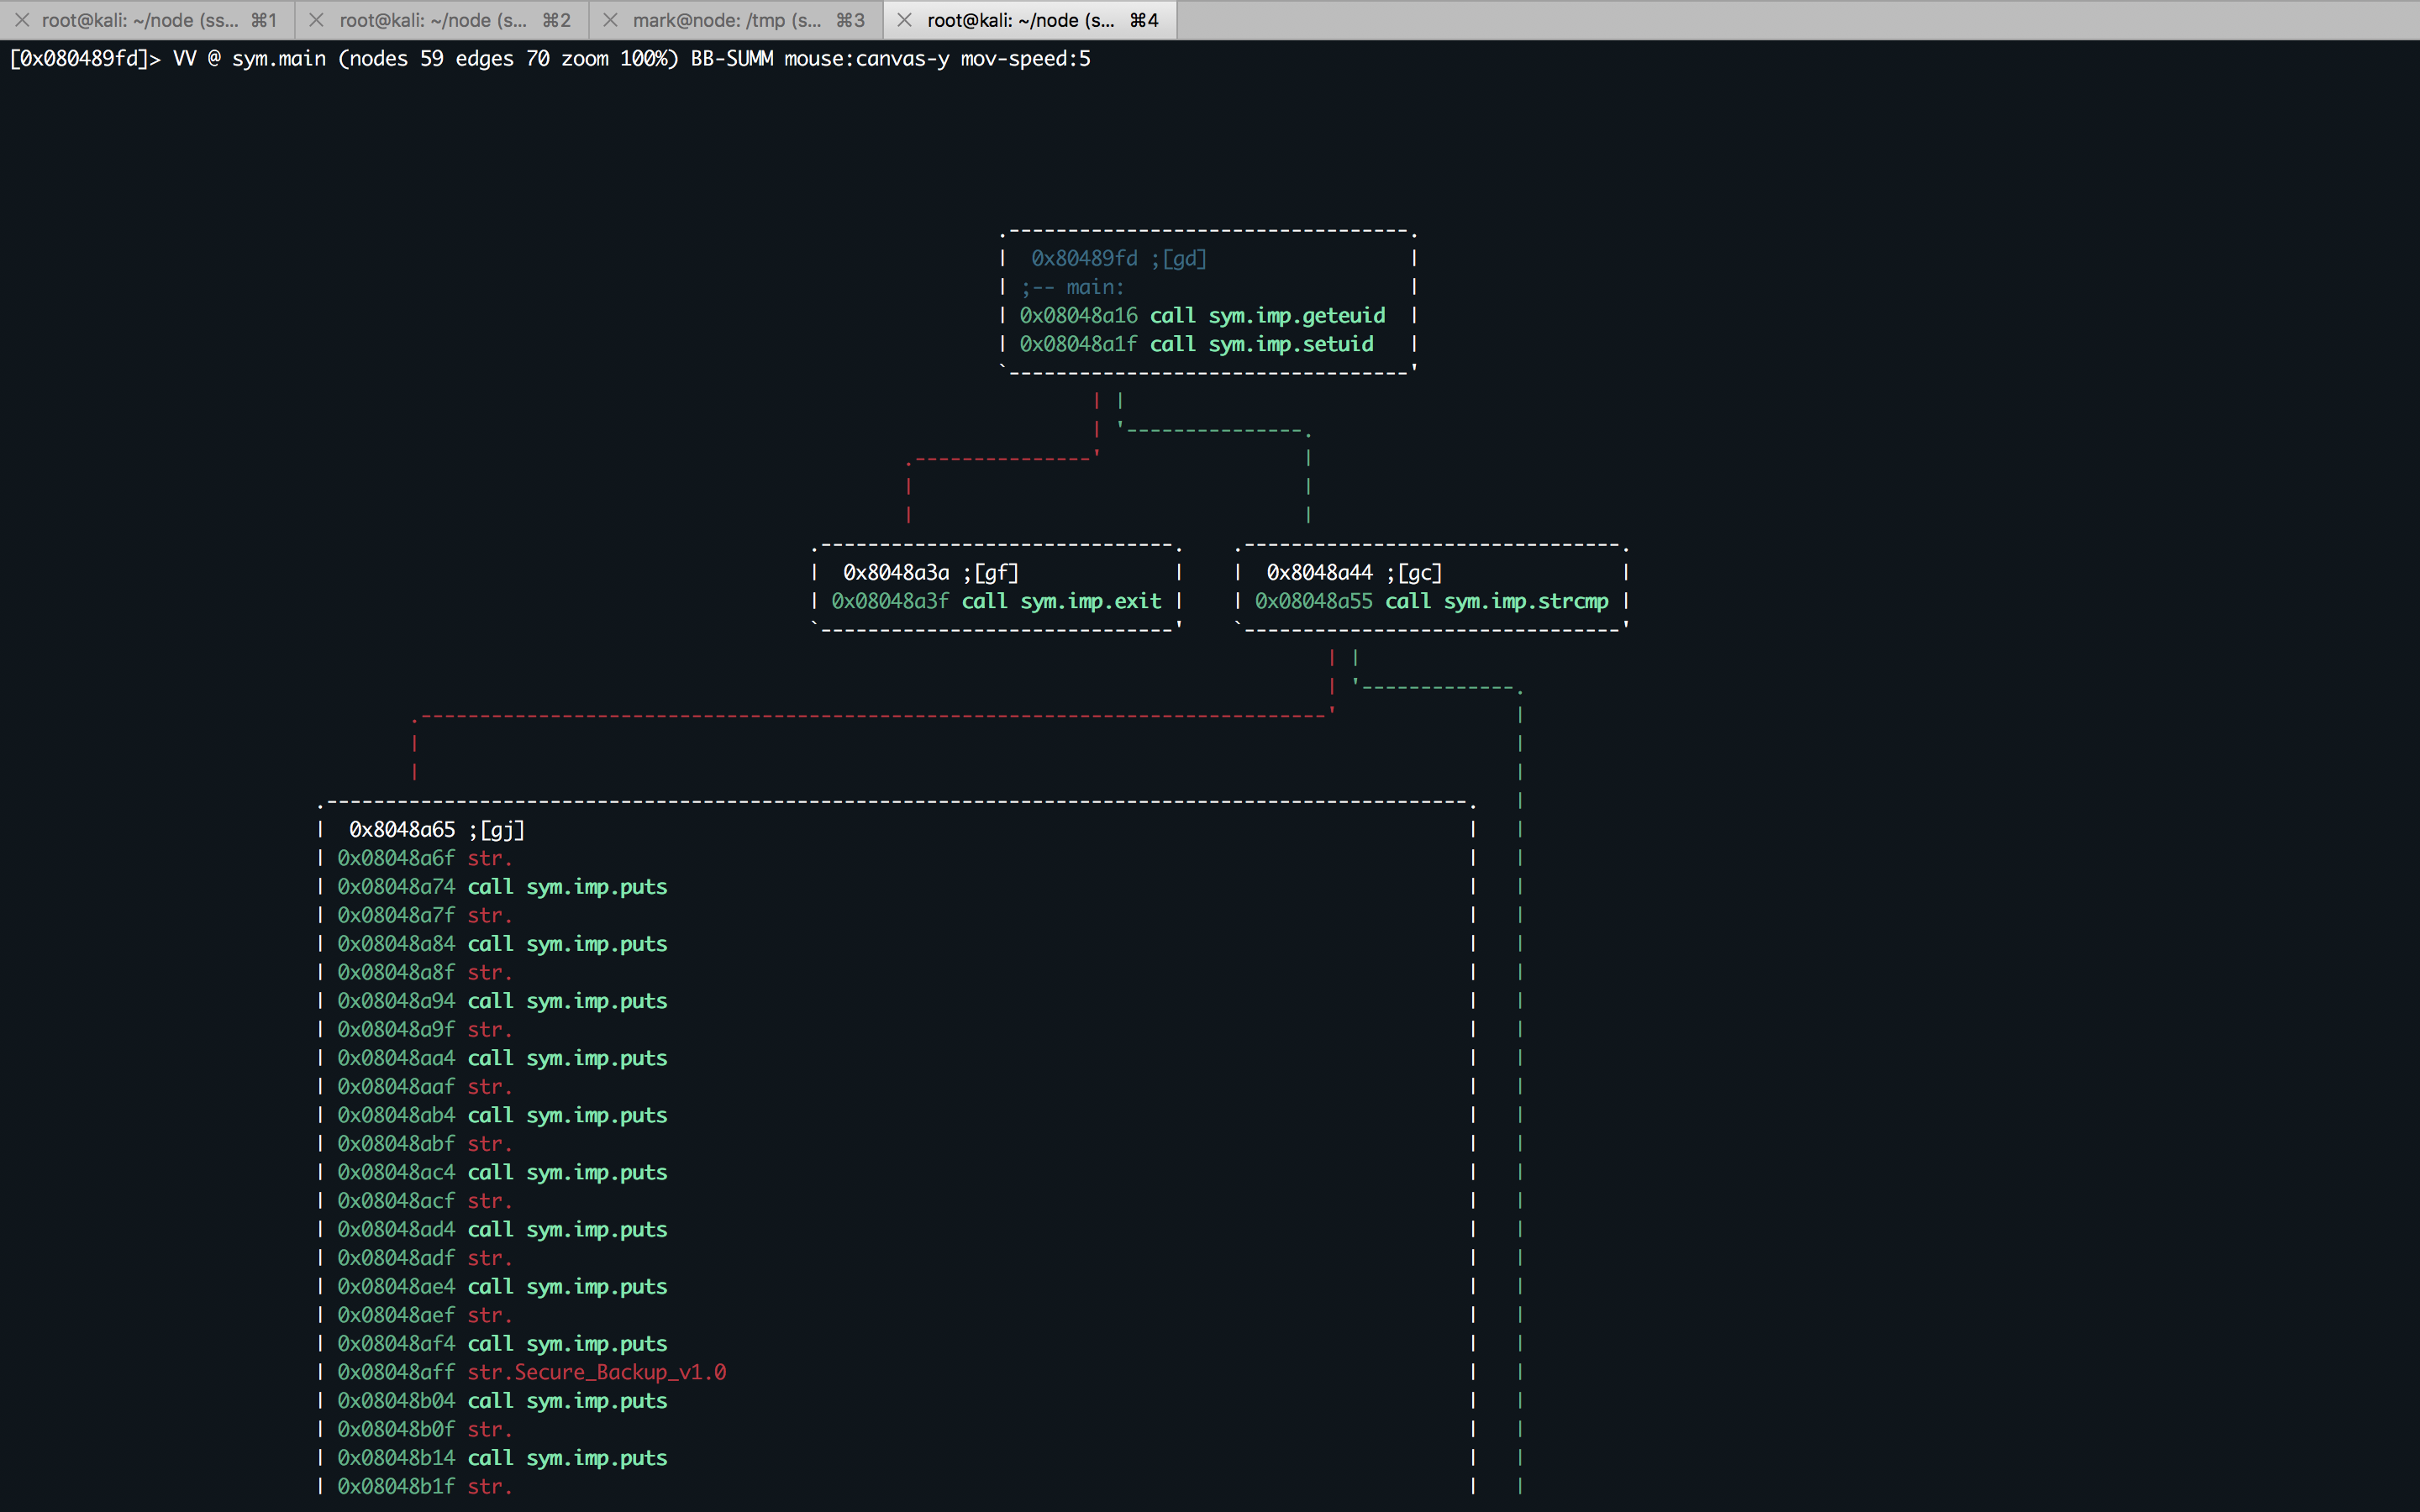 root@kali: ~/node (ss... ⌘1 root@kali: ~/node (s... ⌘2 mark@node: /tmp (s... ⌘3 root@kali: ~/node (s... ⌘4
[0x080489fd]> VV @ sym.main (nodes 59 edges 70 zoom 100%) BB-SUMM mouse:canvas-y mov-speed:5
0x80489fd ;[gd]
;-- main:
0x08048a16 call sym.imp.geteuid
0x08048a1f call sym.imp.setuid
0x8048a3a ;[gf]
0x08048a3f call sym.imp.exit
0x8048a44 ;[gc]
0x08048a55 call sym.imp.strcmp
0x8048a65 ;[gj]
0x08048a6f str.
0x08048a74 call sym.imp.puts
0x08048a7f str.
0x08048a84 call sym.imp.puts
0x08048a8f str.
0x08048a94 call sym.imp.puts
0x08048a9f str.
0x08048aa4 call sym.imp.puts
0x08048aaf str.
0x08048ab4 call sym.imp.puts
0x08048abf str.
0x08048ac4 call sym.imp.puts
0x08048acf str.
0x08048ad4 call sym.imp.puts
0x08048adf str.
0x08048ae4 call sym.imp.puts
0x08048aef str.
0x08048af4 call sym.imp.puts
0x08048aff str.Secure_Backup_v1.0
0x08048b04 call sym.imp.puts
0x08048b0f str.
0x08048b14 call sym.imp.puts
0x08048b1f str.